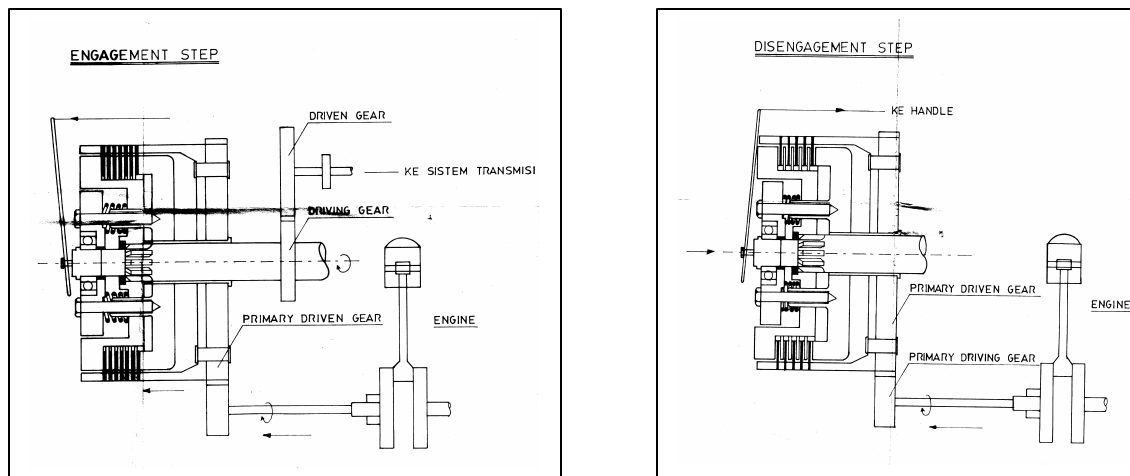 ENGAGEMENT STEP
DRIVEN GEAR
KE SISTEM TRANSMISI
DRIVING GEAR
PRIMARY DRIVEN GEAR
ENGINE
DISENGAGEMENT STEP
KE HANDLE
PRIMARY DRIVEN GEAR
ENGINE
PRIMARY DRIVING GEAR